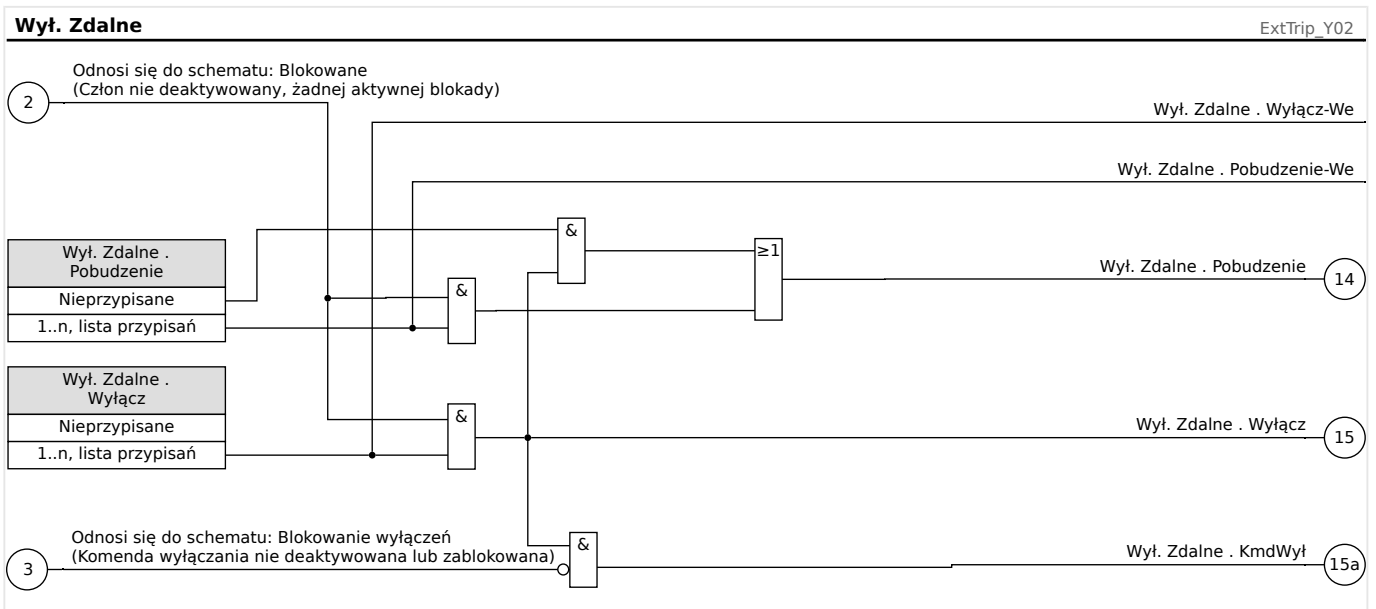 Wył. Zdalne
ExtTrip_Y02
Odnosi się do schematu: Blokowane
(Człon nie deaktywowany, żadnej aktywnej blokady)
2
Wył. Zdalne . Wyłącz-We
Wył. Zdalne . Pobudzenie-We
&
≥1
Wył. Zdalne .
Pobudzenie
Nieprzypisane
1..n, lista przypisań
&
Wył. Zdalne . Pobudzenie
14
Wył. Zdalne .
Wyłącz
Nieprzypisane
1..n, lista przypisań
&
Wył. Zdalne . Wyłącz
15
Odnosi się do schematu: Blokowanie wyłączeń
(Komenda wyłączania nie deaktywowana lub zablokowana)
3
&
Wył. Zdalne . KmdWył
15a